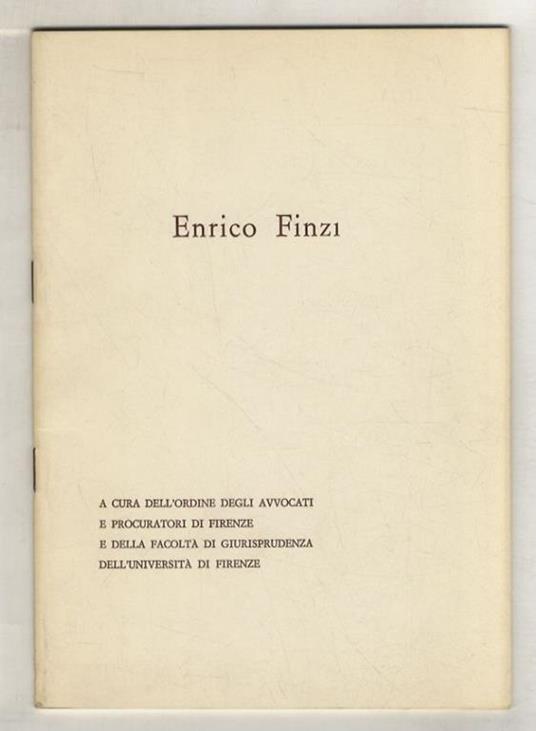 Enrico Finzi
A CURA DELL'ORDINE DEGLI AVVOCATI
E PROCURATORI DI FIRENZE
E DELLA FACOLTÀ DI GIURISPRUDENZA
DELL'UNIVERSITÀ DI FIRENZE